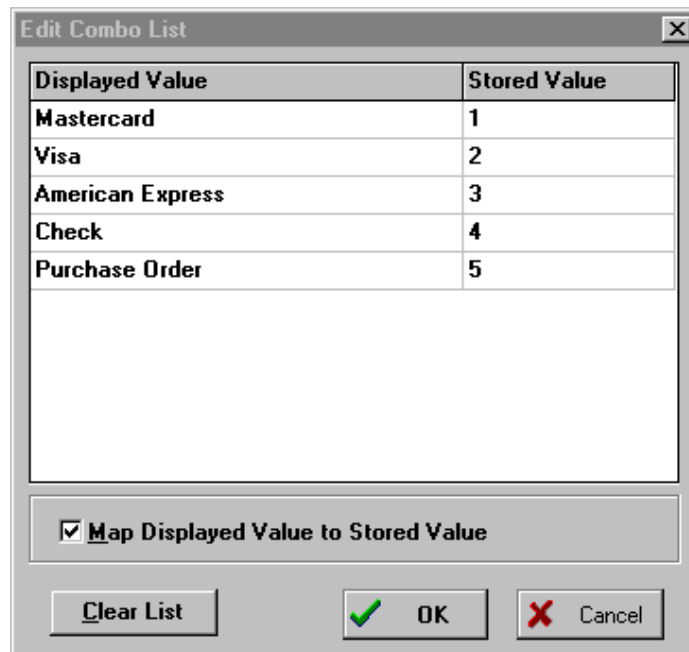 Edit Combo List
Displayed Value Stored Value
Mastercard 1
Visa 2
American Express 3
Check 4
Purchase Order 5
Map Displayed Value to Stored Value
Clear List OK Cancel